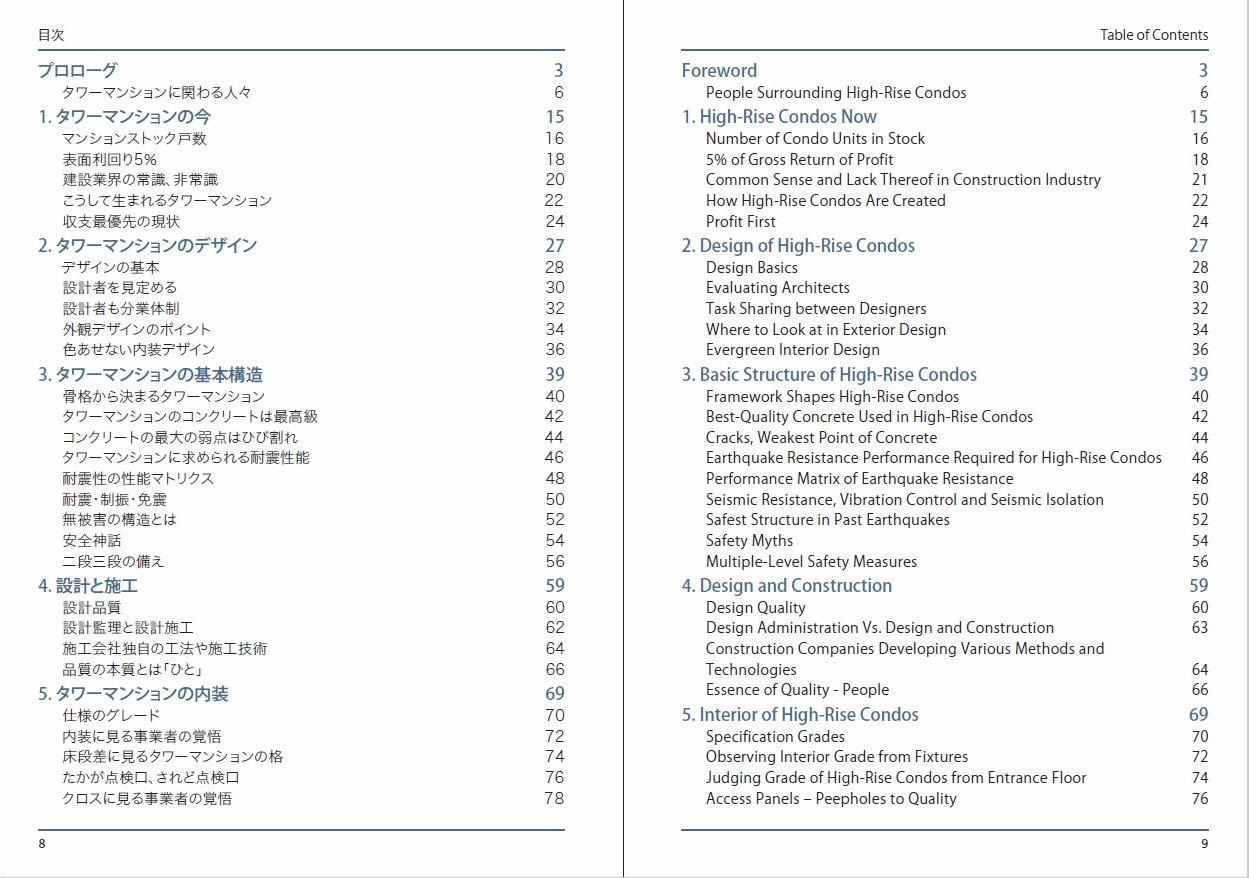 目次
プロローグ 3
タワーマンションに関わる人々 6
1. タワーマンションの今 15
マンションストック戸数 16
表面利回り5% 18
建設業界の常識、非常識 20
こうして生まれるタワーマンション 22
収支最優先の現状 24
2. タワーマンションのデザイン 27
デザインの基本 28
設計者を見定める 30
設計者も分業体制 32
外観デザインのポイント 34
色あせない内装デザイン 36
3. タワーマンションの基本構造 39
骨格から決まるタワーマンション 40
タワーマンションのコンクリートは最高級 42
コンクリートの最大の弱点はひび割れ 44
タワーマンションに求められる耐震性能 46
耐震性の性能マトリクス 48
耐震・制振・免震 50
無被害の構造とは 52
安全神話 54
二段三段の備え 56
4. 設計と施工 59
設計品質 60
設計監理と設計施工 62
施工会社独自の工法や施工技術 64
品質の本質とは「ひと」 66
5. タワーマンションの内装 69
仕様のグレード 70
内装に見る事業者の覚悟 72
床段差に見るタワーマンションの格 74
たかが点検口、されど点検口 76
クロスに見る事業者の覚悟 78
8
Table of Contents
Foreword 3
People Surrounding High-Rise Condos 6
1. High-Rise Condos Now 15
Number of Condo Units in Stock 16
5% of Gross Return of Profit 18
Common Sense and Lack Thereof in Construction Industry 21
How High-Rise Condos Are Created 22
Profit First 24
2. Design of High-Rise Condos 27
Design Basics 28
Evaluating Architects 30
Task Sharing between Designers 32
Where to Look at in Exterior Design 34
Evergreen Interior Design 36
3. Basic Structure of High-Rise Condos 39
Framework Shapes High-Rise Condos 40
Best-Quality Concrete Used in High-Rise Condos 42
Cracks, Weakest Point of Concrete 44
Earthquake Resistance Performance Required for High-Rise Condos 46
Performance Matrix of Earthquake Resistance 48
Seismic Resistance, Vibration Control and Seismic Isolation 50
Safest Structure in Past Earthquakes 52
Safety Myths 54
Multiple-Level Safety Measures 56
4. Design and Construction 59
Design Quality 60
Design Administration Vs. Design and Construction 63
Construction Companies Developing Various Methods and
Technologies 64
Essence of Quality - People 66
5. Interior of High-Rise Condos 69
Specification Grades 70
Observing Interior Grade from Fixtures 72
Judging Grade of High-Rise Condos from Entrance Floor 74
Access Panels – Peepholes to Quality 76
9